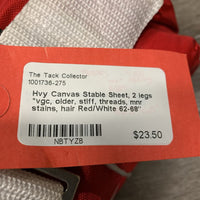 The Tack Collector
1001736-275
Hvy Canvas Stable Sheet, 2 legs
"vgc, older, stiff, threads, mnr
stains, hair Red/White 62-68"
$23.50
NBTYZB